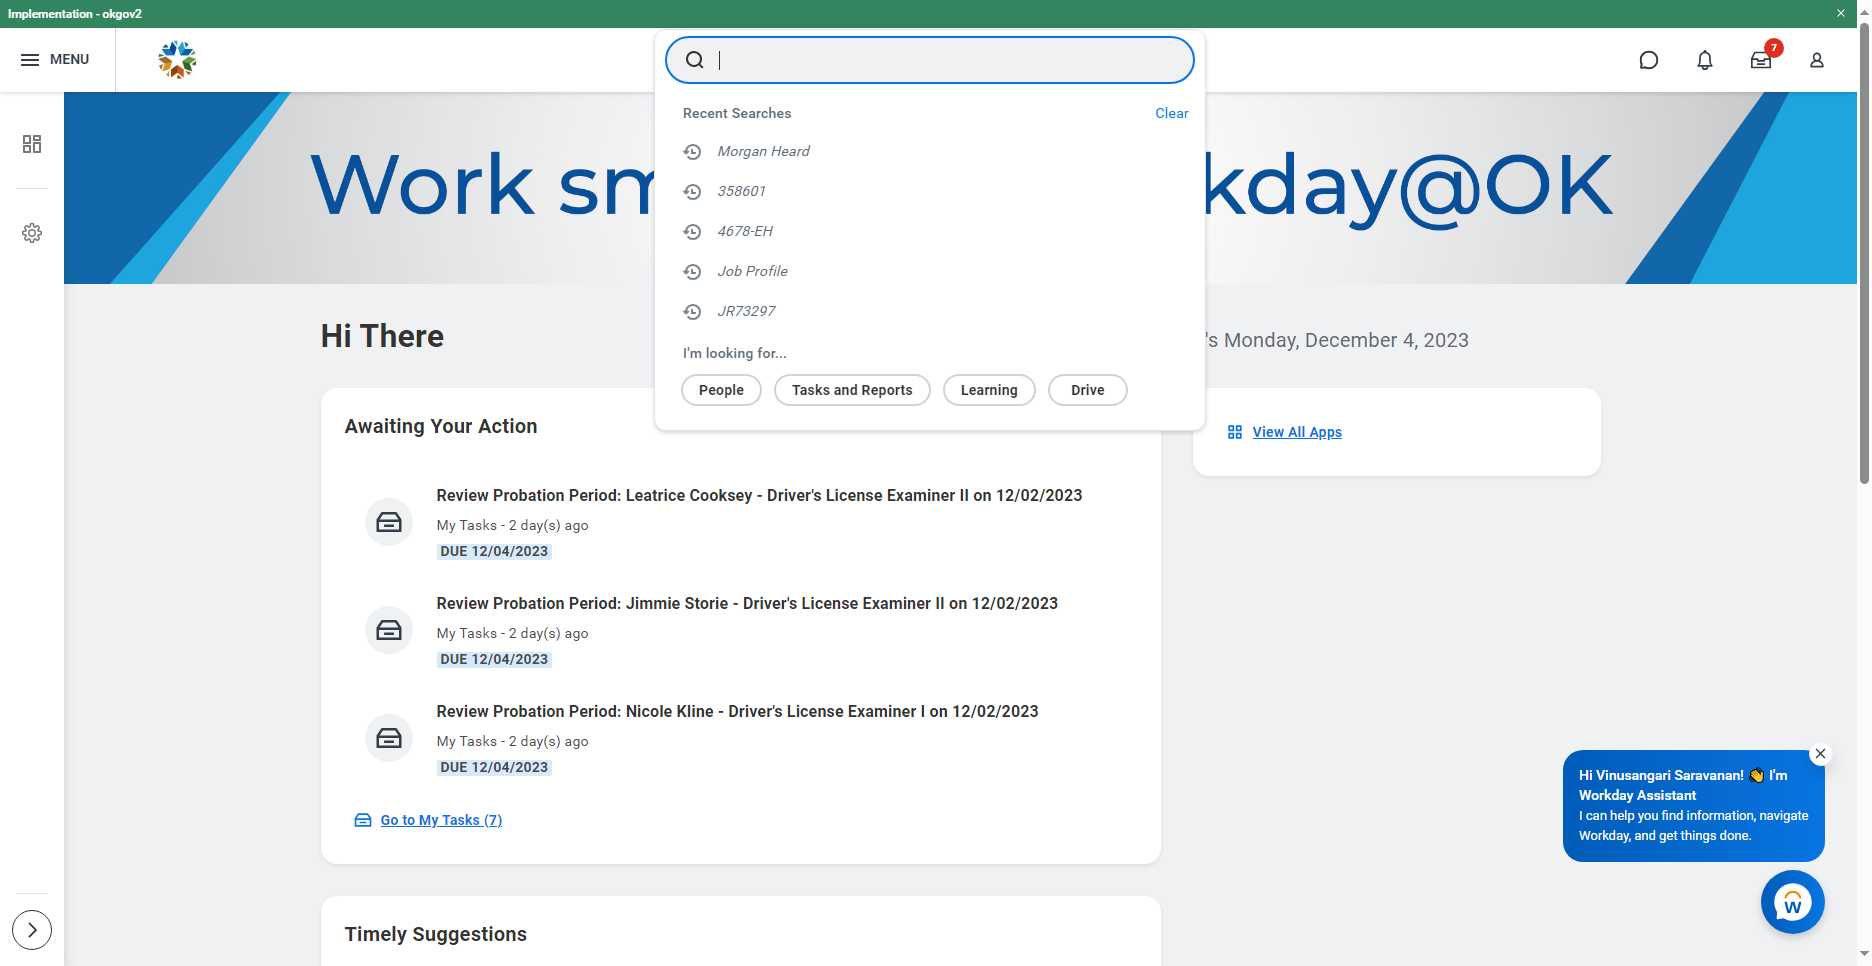 Implementation - okgov2
MENU
7
Recent Searches
Clear
Morgan Heard
358601
4678-EH
Job Profile
JR73297
I'm looking for...
People
Tasks and Reports
Learning
Drive
Work sm
kday@OK
Hi There
's Monday, December 4, 2023
Awaiting Your Action
View All Apps
Review Probation Period: Leatrice Cooksey - Driver's License Examiner II on 12/02/2023
My Tasks - 2 day(s) ago
DUE 12/04/2023
Review Probation Period: Jimmie Storie - Driver's License Examiner II on 12/02/2023
My Tasks - 2 day(s) ago
DUE 12/04/2023
Review Probation Period: Nicole Kline - Driver's License Examiner I on 12/02/2023
My Tasks - 2 day(s) ago
DUE 12/04/2023
Go to My Tasks (7)
Hi Vinusangari Saravanan! 👋 I'm
Workday Assistant
I can help you find information, navigate
Workday, and get things done.
W
Timely Suggestions